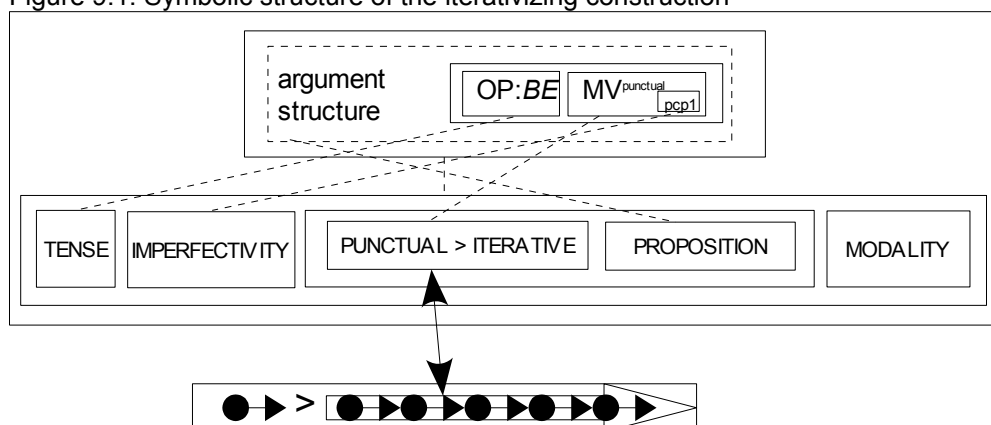 Figure 9.1: Symbolic structure of the iterativizing construction
argument
structure
OP:BE
MVpunctual
pcp1
TENSE
IMPERFECTIVITY
PUNCTUAL > ITERATIVE
PROPOSITION
MODALITY
>